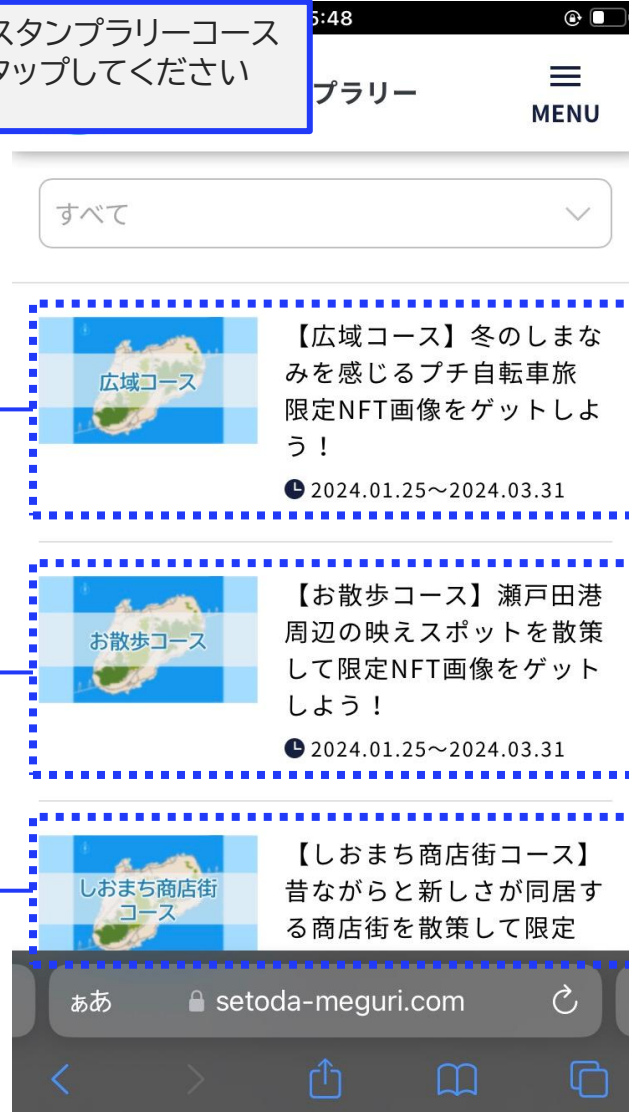 スタンプラリーコース
タップしてください
5:48
プラリー
MENU
すべて
広域コース
【広域コース】冬のしまな
みを感じるプチ自転車旅
限定NFT画像をゲットしよ
う！
2024.01.25～2024.03.31
お散歩コース
【お散歩コース】瀬戸田港
周辺の映えスポットを散策
して限定NFT画像をゲット
しよう！
2024.01.25～2024.03.31
しおまち商店街
コース
【しおまち商店街コース】
昔ながらと新しさが同居す
る商店街を散策して限定
ぁあ
setoda-meguri.com